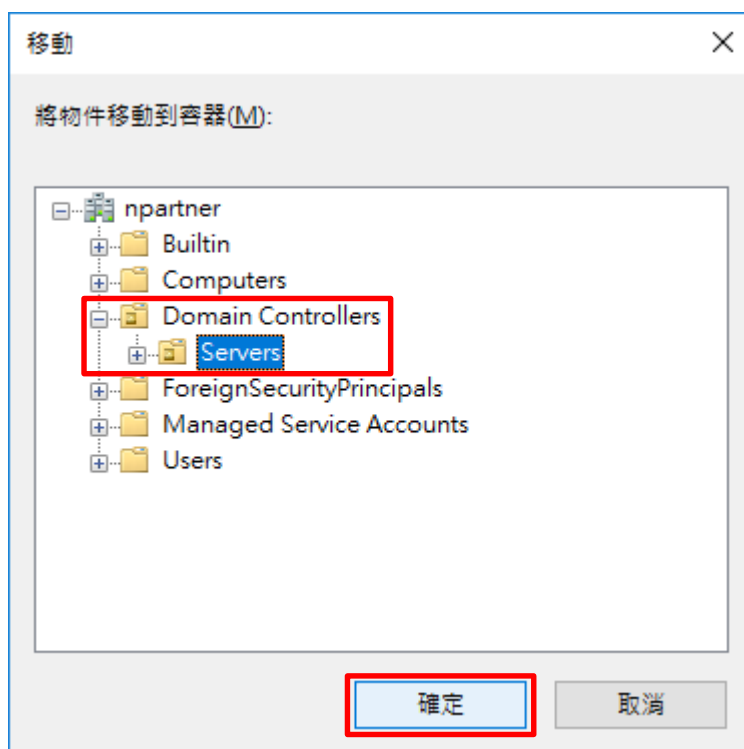 移動
將物件移動到容器(M):
npartner
Builtin
Computers
Domain Controllers
Servers
ForeignSecurityPrincipals
Managed Service Accounts
Users
確定
取消